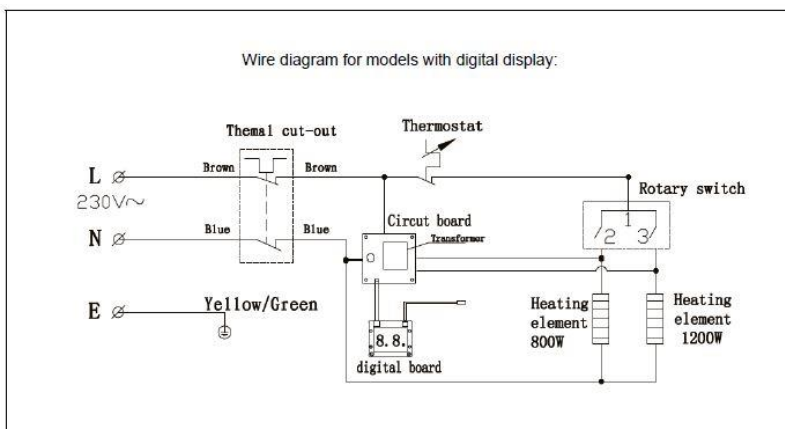 Wire diagram for models with digital display:
Themal cut-out
Thermostat
L
Brown
Brown
230V~
Rotary switch
1
2
3
N
Blue
Blue
Circut board
Transformer
E
Yellow/Green
8.8.
digital board
Heating
element
800W
Heating
element
1200W